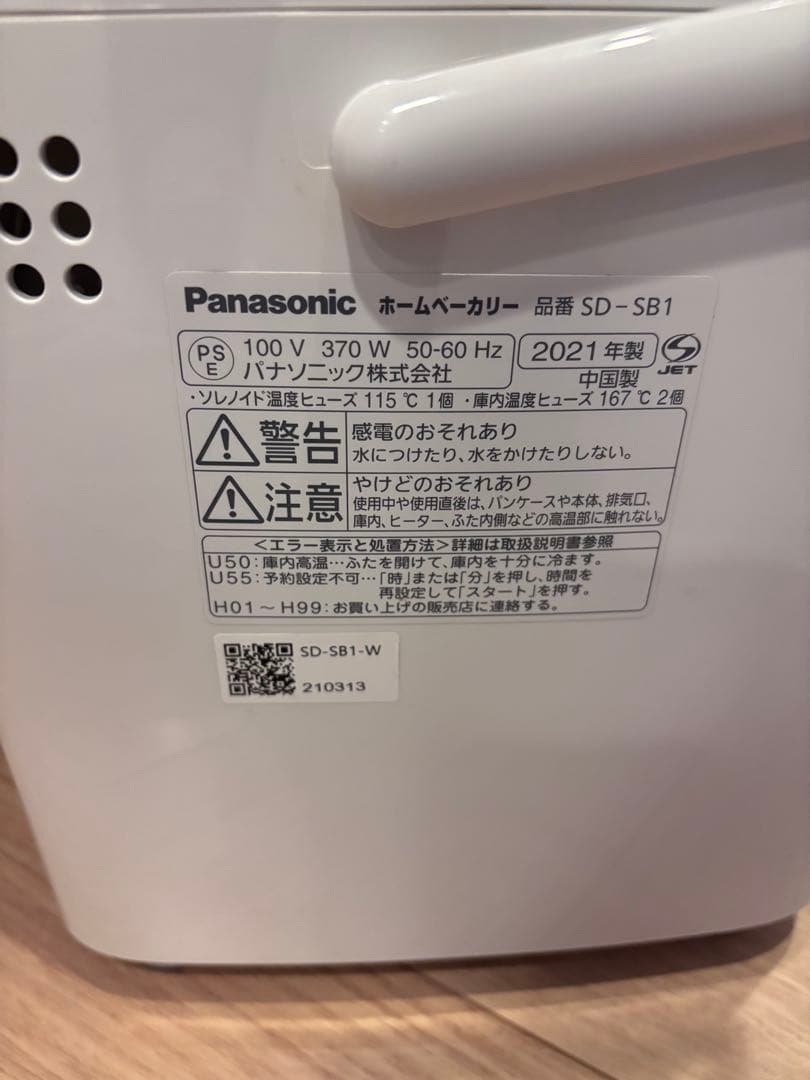 Panasonic ホームベーカリー 品番 SD-SB1
PS E 100 V 370 W 50-60 Hz 2021 年製 S JET
パナソニック株式会社 中国製
・ソレノイド温度ヒューズ 115 ℃ 1個 ・庫内温度ヒューズ 167 ℃ 2個
警告 感電のおそれあり
水につけたり、水をかけたりしない。
注意 やけどのおそれあり
使用中や使用直後は、パンケースや本体、排気口、
庫内、ヒーター、ふた内側などの高温部に触れない。
＜エラー表示と処置方法＞詳細は取扱説明書参照
U50:庫内高温…ふたを開けて、庫内を十分に冷ます。
U55:予約設定不可…「時」または「分」を押し、時間を
再設定して「スタート」を押す。
H01～H99:お買い上げの販売店に連絡する。
SD-SB1-W
210313